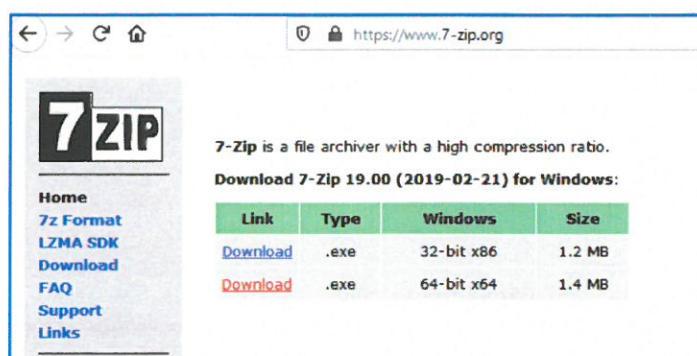 https://www.7-zip.org
7 ZIP
Home
7z Format
LZMA SDK
Download
FAQ
Support
Links
7-Zip is a file archiver with a high compression ratio.
Download 7-Zip 19.00 (2019-02-21) for Windows:
Link Type Windows Size
Download .exe 32-bit x86 1.2 MB
Download .exe 64-bit x64 1.4 MB